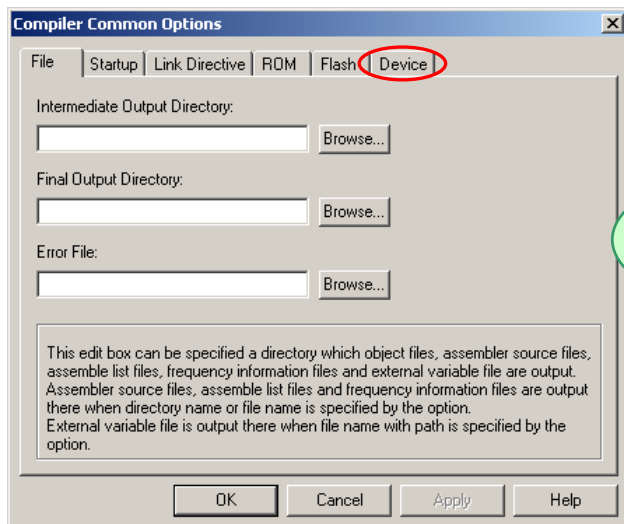 Compiler Common Options
File Startup Link Directive ROM Flash Device
Intermediate Output Directory:
Browse...
Final Output Directory:
Browse...
Error File:
Browse...
This edit box can be specified a directory which object files, assembler source files,
assemble list files, frequency information files and external variable file are output.
Assembler source files, assemble list files and frequency information files are output
there when directory name or file name is specified by the option.
External variable file is output there when file name with path is specified by the
option.
OK Cancel Apply Help